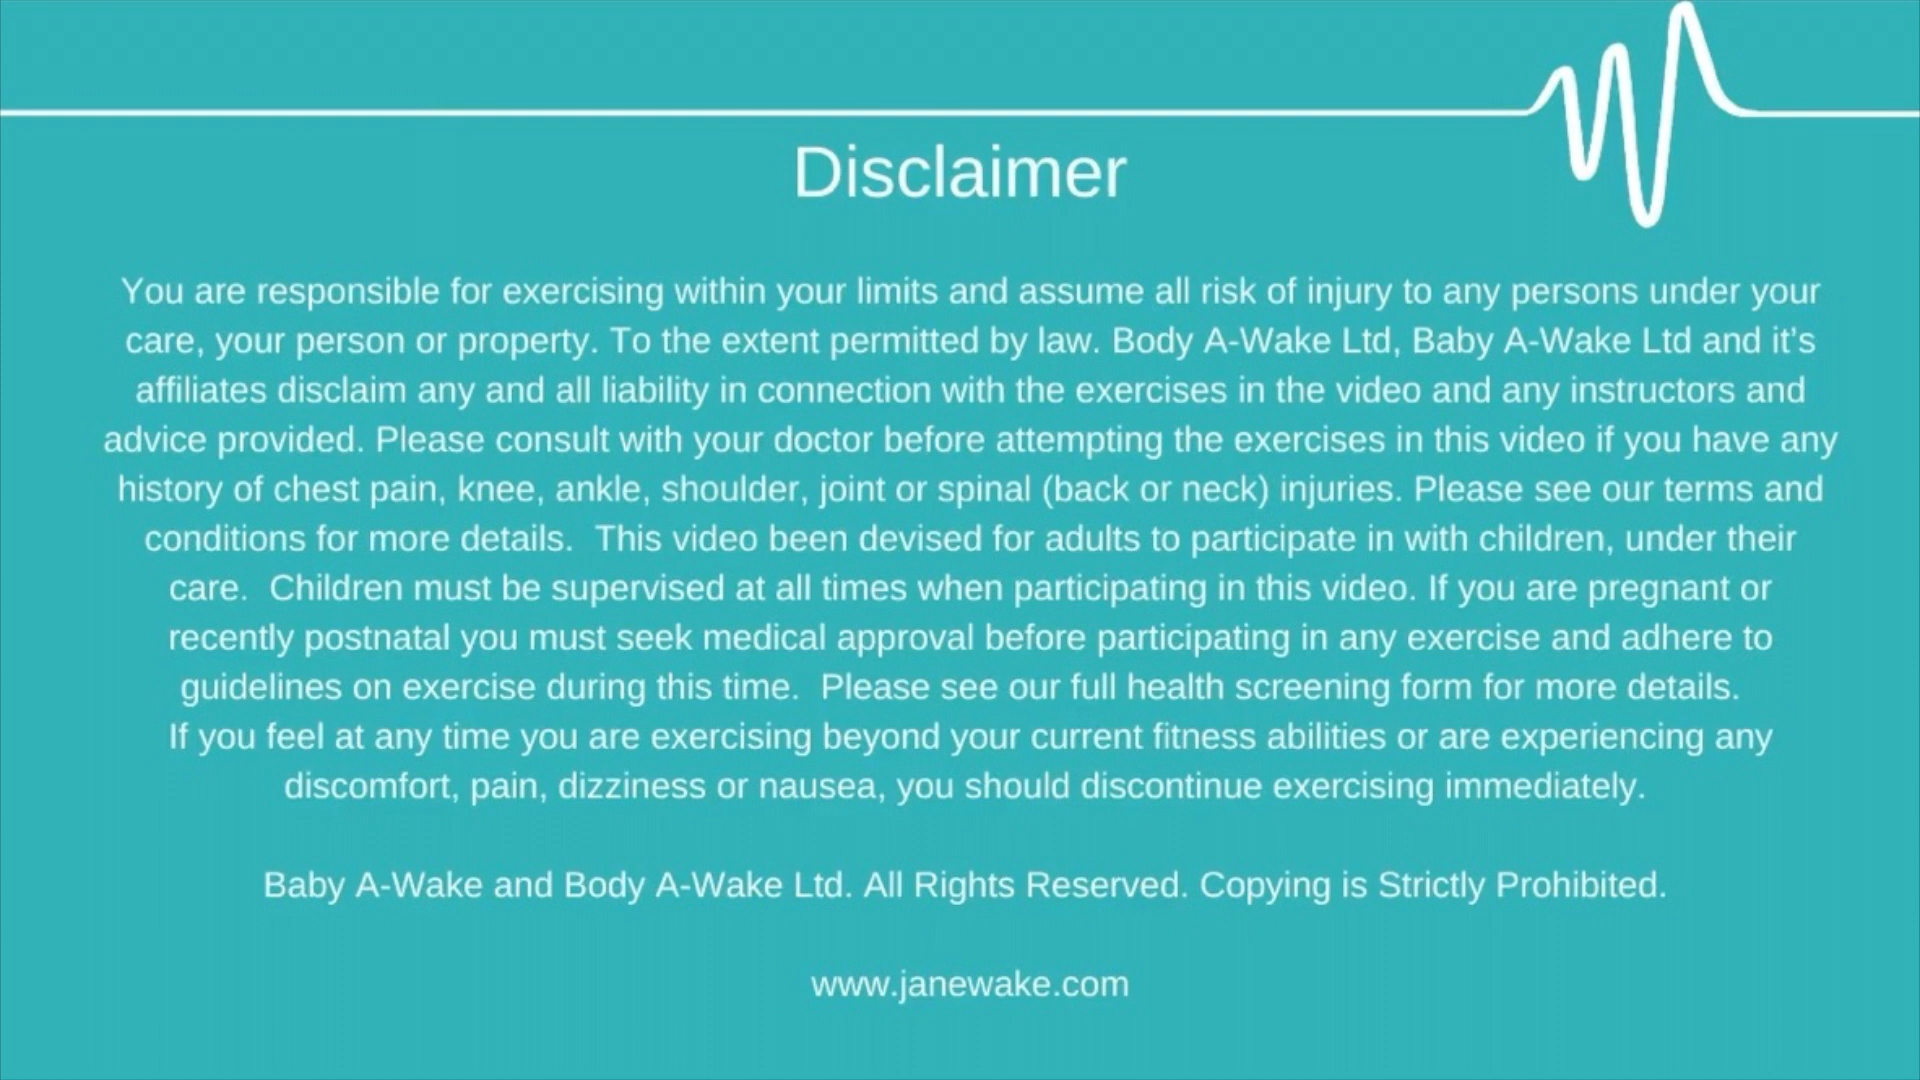 Disclaimer
You are responsible for exercising within your limits and assume all risk of injury to any persons under your
care, your person or property. To the extent permitted by law. Body A-Wake Ltd, Baby A-Wake Ltd and it’s
affiliates disclaim any and all liability in connection with the exercises in the video and any instructors and
advice provided. Please consult with your doctor before attempting the exercises in this video if you have any
history of chest pain, knee, ankle, shoulder, joint or spinal (back or neck) injuries. Please see our terms and
conditions for more details.  This video been devised for adults to participate in with children, under their
care.  Children must be supervised at all times when participating in this video. If you are pregnant or
recently postnatal you must seek medical approval before participating in any exercise and adhere to
guidelines on exercise during this time.  Please see our full health screening form for more details.
If you feel at any time you are exercising beyond your current fitness abilities or are experiencing any
discomfort, pain, dizziness or nausea, you should discontinue exercising immediately.
Baby A-Wake and Body A-Wake Ltd. All Rights Reserved. Copying is Strictly Prohibited.
www.janewake.com